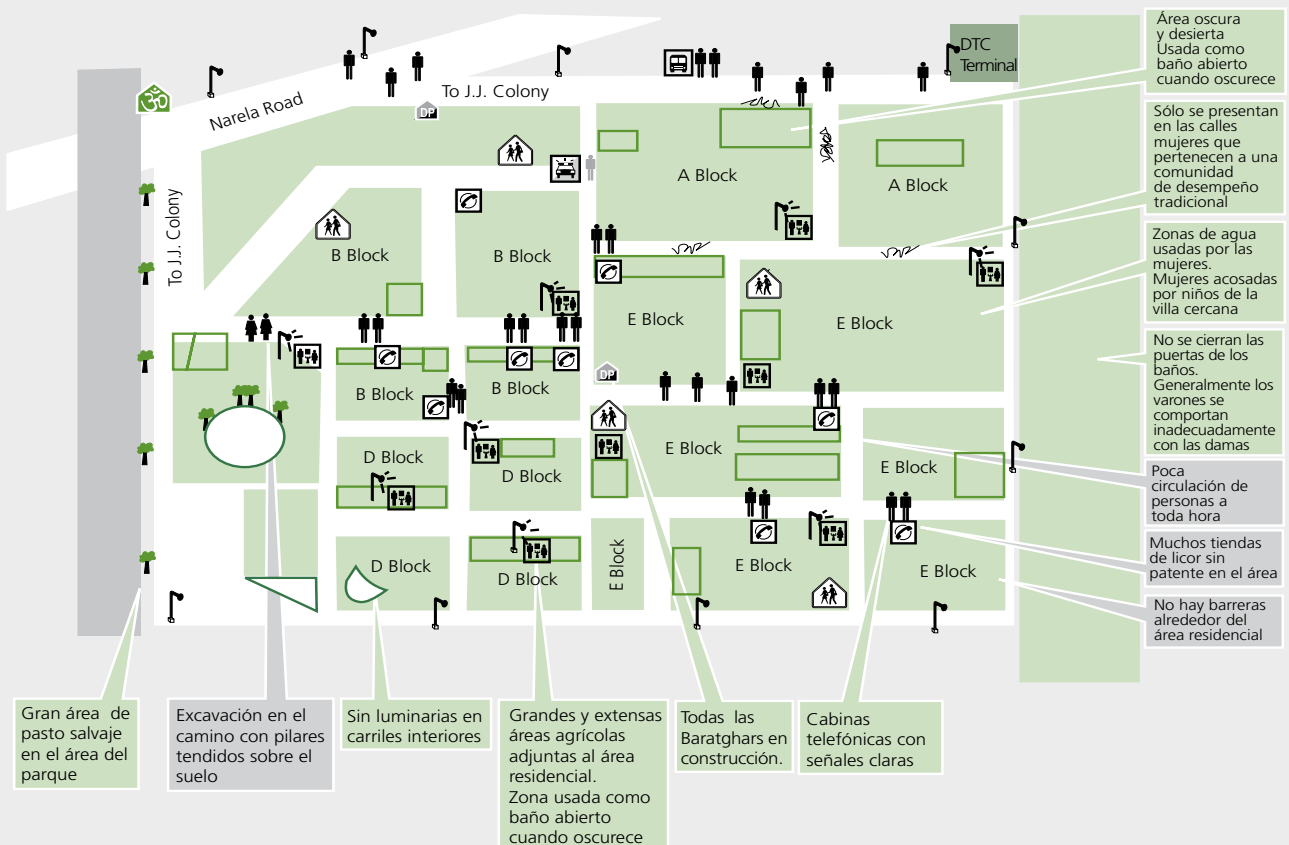 DTC
Terminal
To J.J. Colony
Narela Road
To J.J. Colony
DP
A Block
A Block
B Block
B Block
E Block
E Block
DP
B Block
B Block
D Block
D Block
E Block
E Block
D Block
D Block
E Block
E Block
E Block
Área oscura
y desierta
Usada como
baño abierto
cuando oscurece
Sólo se presentan
en las calles
mujeres que
pertenecen a una
comunidad
de desempeño
tradicional
Zonas de agua
usadas por las
mujeres.
Mujeres acosadas
por niños de la
villa cercana
No se cierran las
puertas de los
baños.
Generalmente los
varones se
comportan
inadecuadamente
con las damas
Poca
circulación de
personas a
toda hora
Muchos tiendas
de licor sin
patente en el área
No hay barreras
alrededor del
área residencial
Gran área de
pasto salvaje
en el área del
parque
Excavación en el
camino con pilares
tendidos sobre el
suelo
Sin luminarias en
carriles interiores
Grandes y extensas
áreas agrícolas
adjuntas al área
residencial.
Zona usada como
baño abierto
cuando oscurece
Todas las
Baratghars en
construcción.
Cabinas
telefónicas con
señales claras